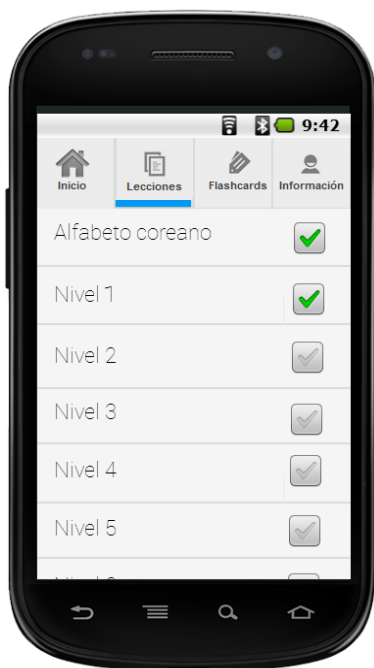 9:42
Inicio Lecciones Flashcards Información
Alfabeto coreano
Nivel 1
Nivel 2
Nivel 3
Nivel 4
Nivel 5